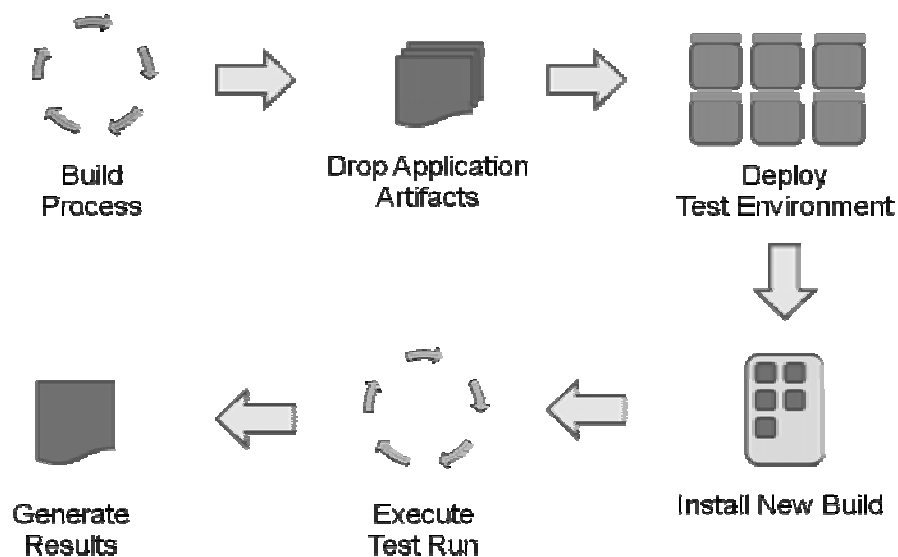 Build
Process
Drop Application
Artifacts
Deploy
Test Environment
Install New Build
Execute
Test Run
Generate
Results